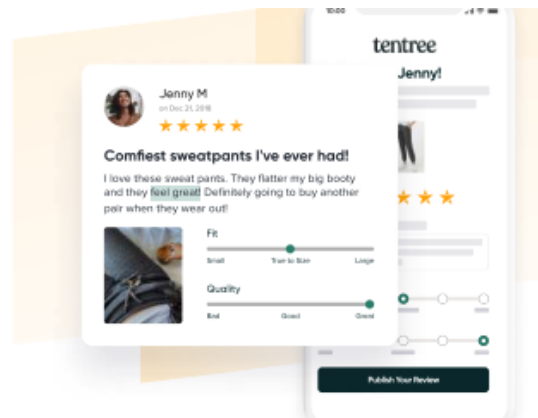 10:00
tentree
Jenny!
Jenny M
on Dec 21, 2018
Comfiest sweatpants I've ever had!
I love these sweat pants. They flatter my big booty
and they feel great! Definitely going to buy another
pair when they wear out!
Fit
Small True to Size Large
Quality
Bad Good Great
Publish Your Review